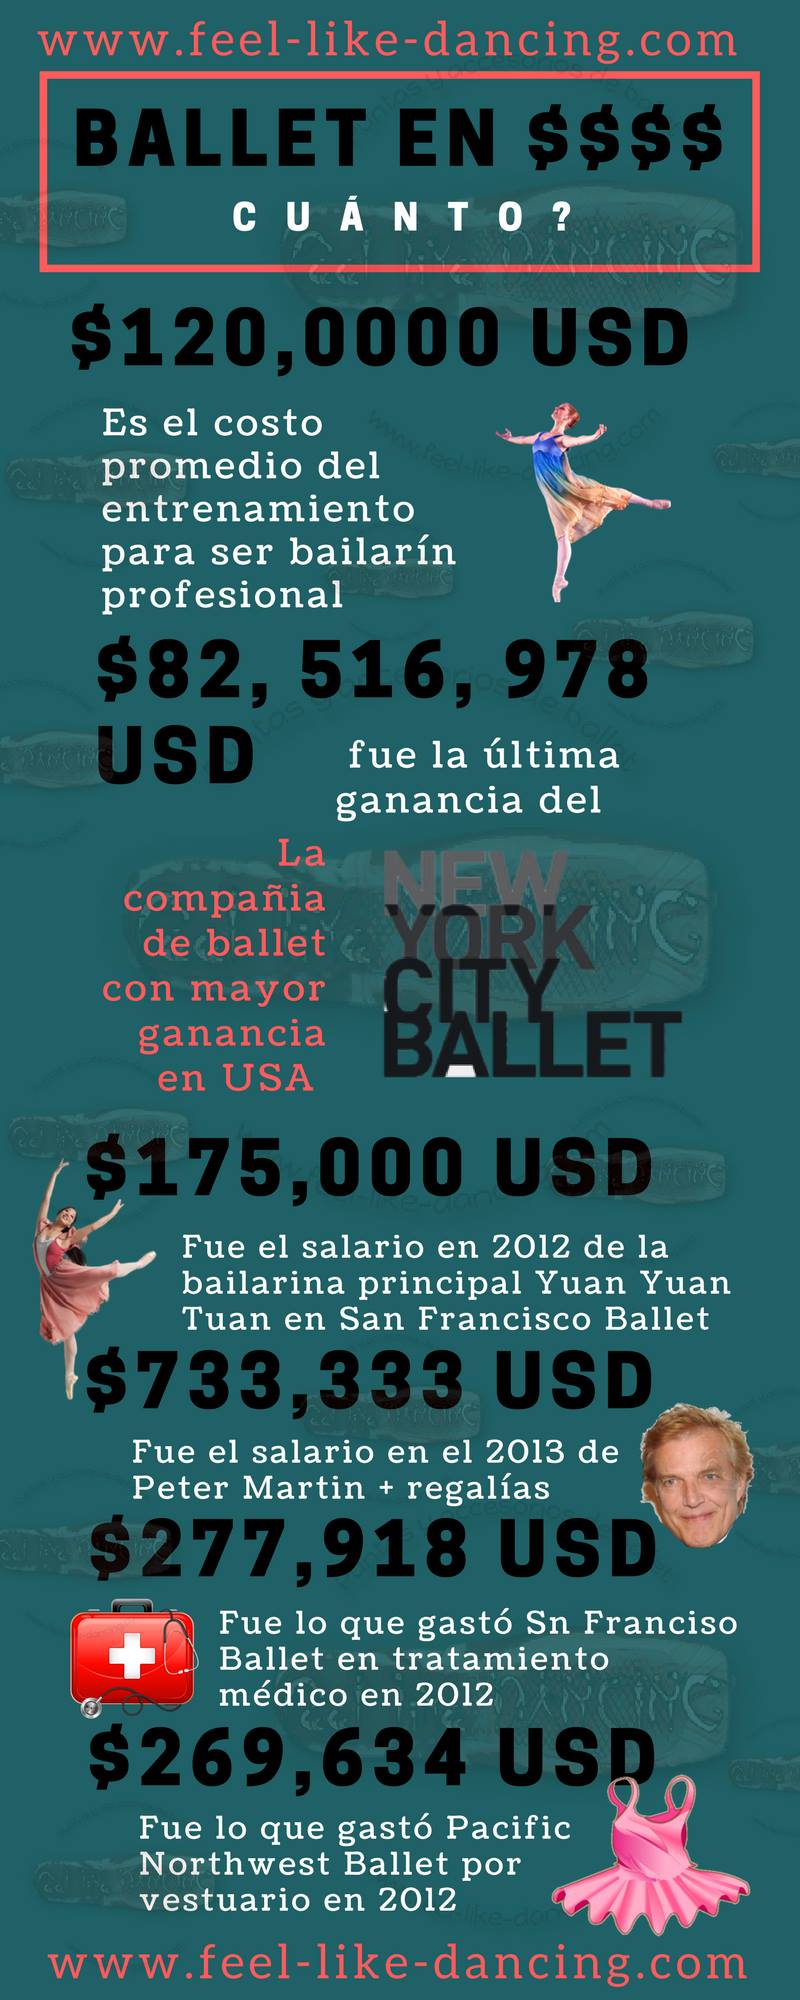 www.feel-like-dancing.com
BALLET EN $$$$
CUÁNTO?
$120,0000 USD
Es el costo
promedio del
entrenamiento
para ser bailarín
profesional
$82, 516, 978
USD
fue la última
ganancia del
La
compañia
de ballet
con mayor
ganancia
en USA
NEW
YORK
CITY
BALLET
$175,000 USD
Fue el salario en 2012 de la
bailarina principal Yuan Yuan
Tuan en San Francisco Ballet
$733,333 USD
Fue el salario en el 2013 de
Peter Martin + regalías
$277,918 USD
Fue lo que gastó Sn Franciso
Ballet en tratamiento
médico en 2012
$269,634 USD
Fue lo que gastó Pacific
Northwest Ballet por
vestuario en 2012
www.feel-like-dancing.com